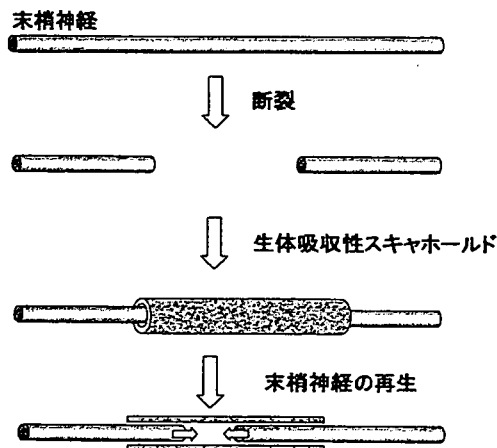 末梢神経
断裂
生体吸収性スキャホールド
末梢神経の再生